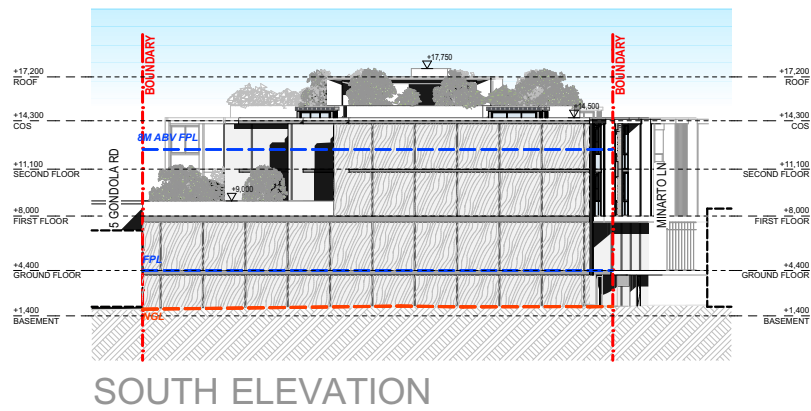 BOUNDARY
BOUNDARY
+17,750
+17,200
ROOF
+17,200
ROOF
+14,500
+14,300
COS
+14,300
COS
8M ABV FPL
+11,100
SECOND FLOOR
+11,100
SECOND FLOOR
5 GONDOLA RD
MINARTO LN
+9,000
+8,000
FIRST FLOOR
+8,000
FIRST FLOOR
FPL
+4,400
GROUND FLOOR
+4,400
GROUND FLOOR
NGL
+1,400
BASEMENT
+1,400
BASEMENT
SOUTH ELEVATION